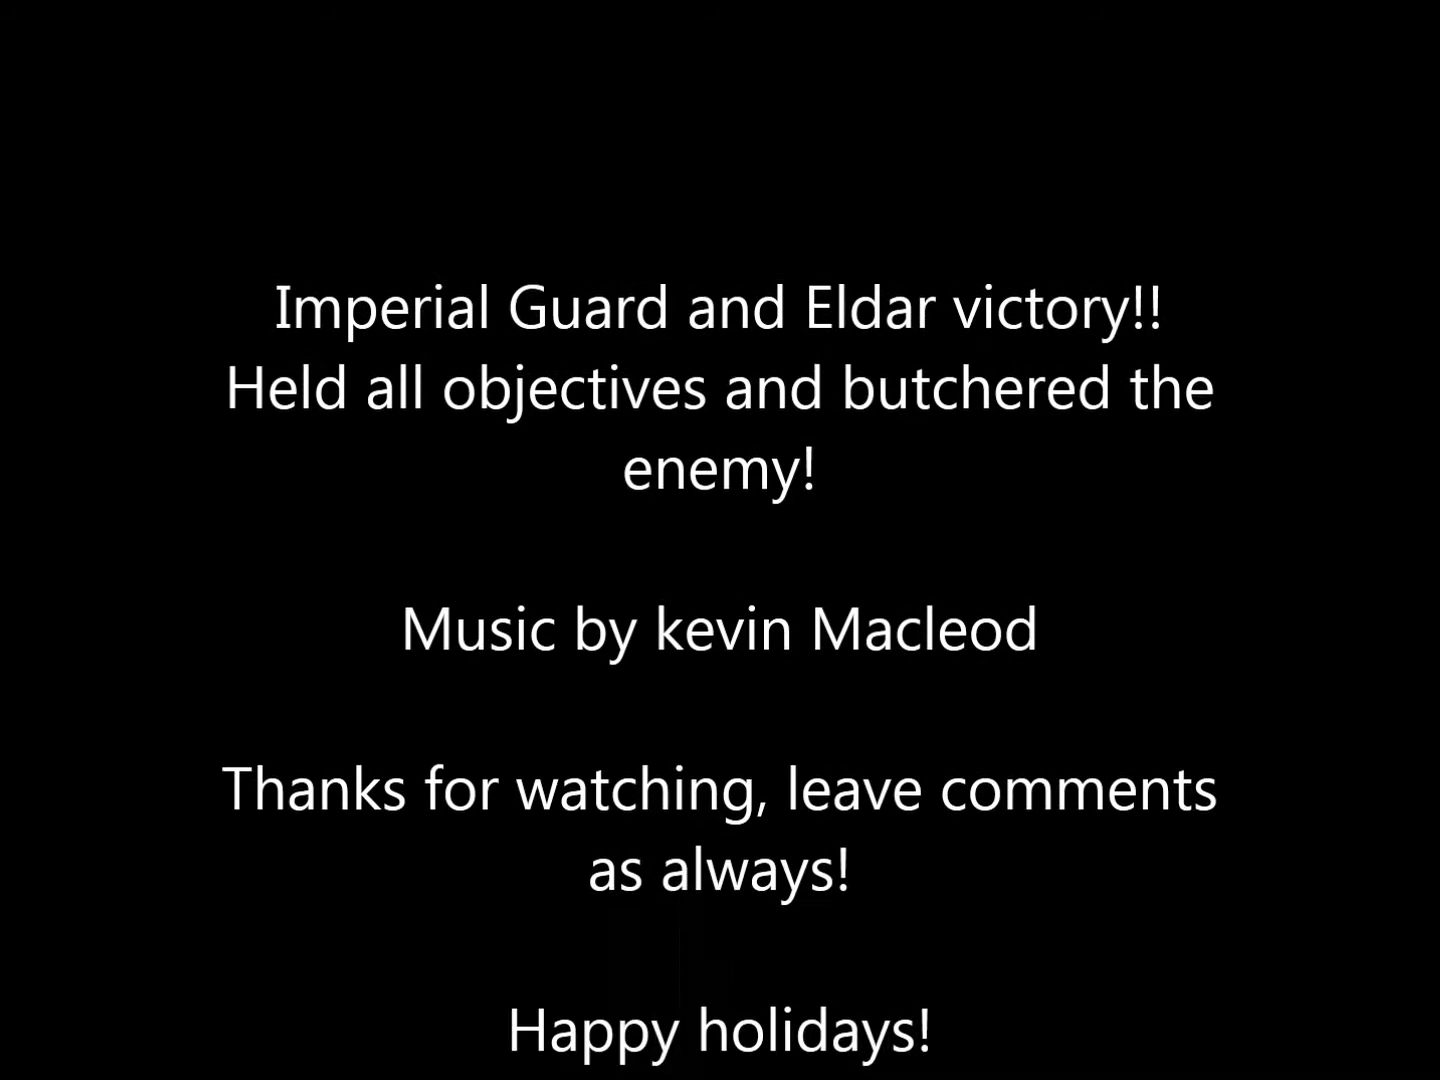 Imperial Guard and Eldar victory!!
Held all objectives and butchered the
enemy!
Music by kevin Macleod
Thanks for watching, leave comments
as always!
Happy holidays!